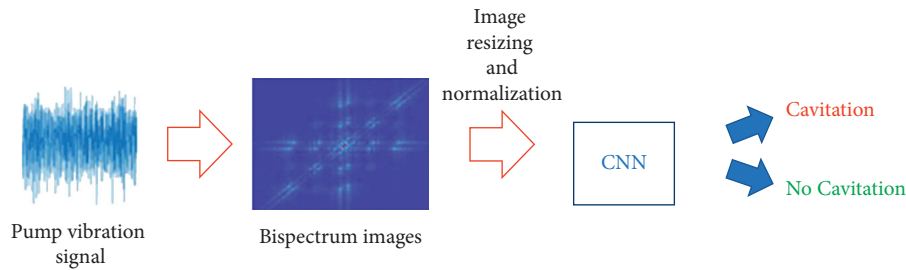 Image
resizing
and
normalization
Pump vibration
signal
Bispectrum images
CNN
Cavitation
No Cavitation